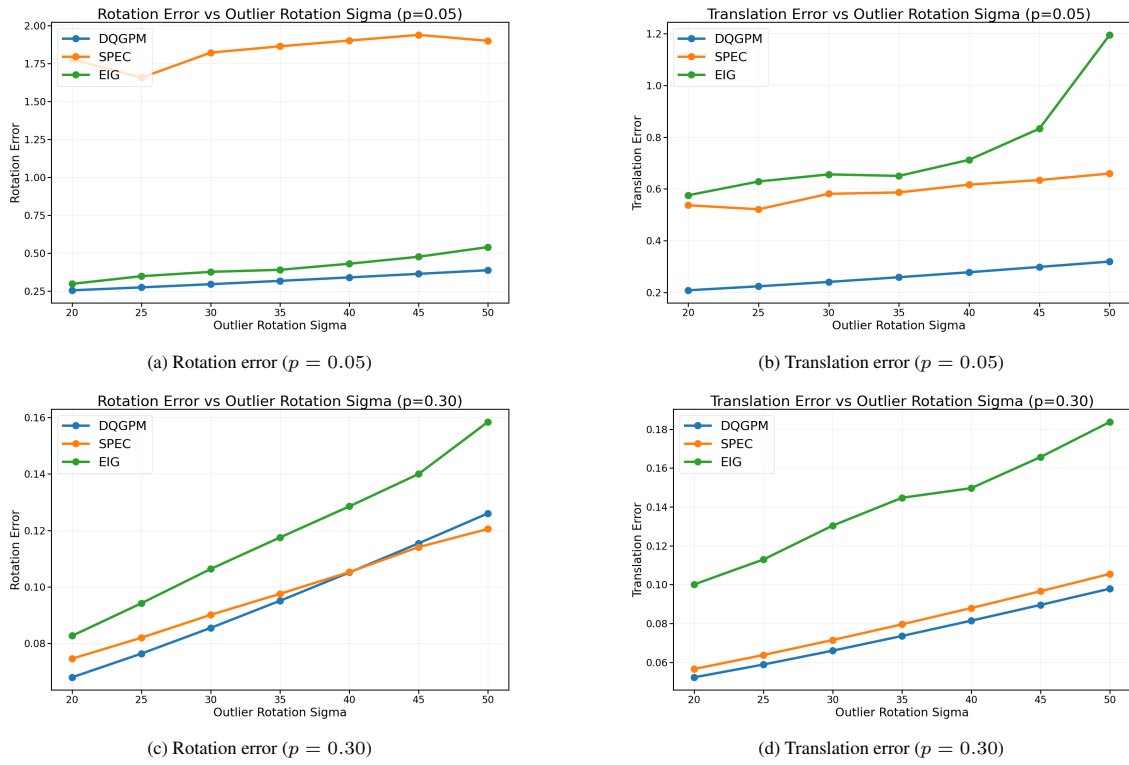 Rotation Error vs Outlier Rotation Sigma (p=0.05)
DQGPM
SPEC
EIG
Rotation Error
2.00
1.75
1.50
1.25
1.00
0.75
0.50
0.25
20 25 30 35 40 45 50
Outlier Rotation Sigma
(a) Rotation error (p = 0.05)
Translation Error vs Outlier Rotation Sigma (p=0.05)
DQGPM
SPEC
EIG
Translation Error
1.2
1.0
0.8
0.6
0.4
0.2
20 25 30 35 40 45 50
Outlier Rotation Sigma
(b) Translation error (p = 0.05)
Rotation Error vs Outlier Rotation Sigma (p=0.30)
DQGPM
SPEC
EIG
Rotation Error
0.16
0.14
0.12
0.10
0.08
20 25 30 35 40 45 50
Outlier Rotation Sigma
(c) Rotation error (p = 0.30)
Translation Error vs Outlier Rotation Sigma (p=0.30)
DQGPM
SPEC
EIG
Translation Error
0.18
0.16
0.14
0.12
0.10
0.08
0.06
20 25 30 35 40 45 50
Outlier Rotation Sigma
(d) Translation error (p = 0.30)